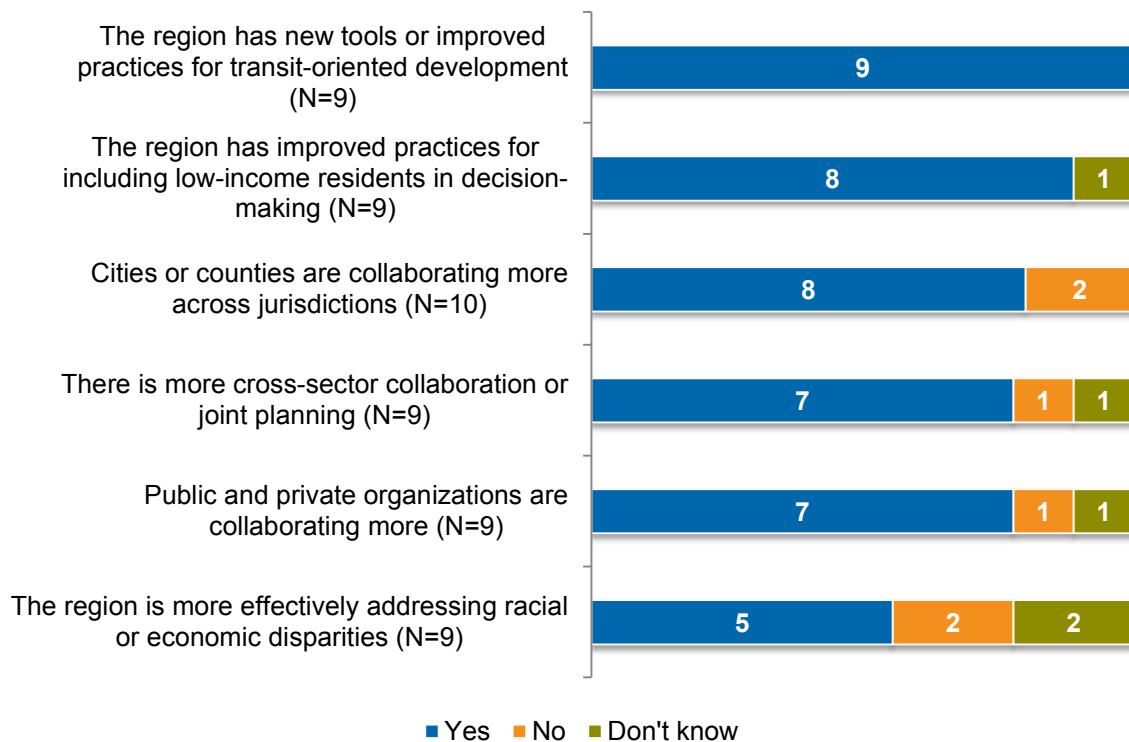 The region has new tools or improved
practices for transit-oriented development
(N=9)
9
The region has improved practices for
including low-income residents in decision-
making (N=9)
8 1
Cities or counties are collaborating more
across jurisdictions (N=10)
8 2
There is more cross-sector collaboration or
joint planning (N=9)
7 1 1
Public and private organizations are
collaborating more (N=9)
7 1 1
The region is more effectively addressing racial
or economic disparities (N=9)
5 2 2
Yes No Don't know